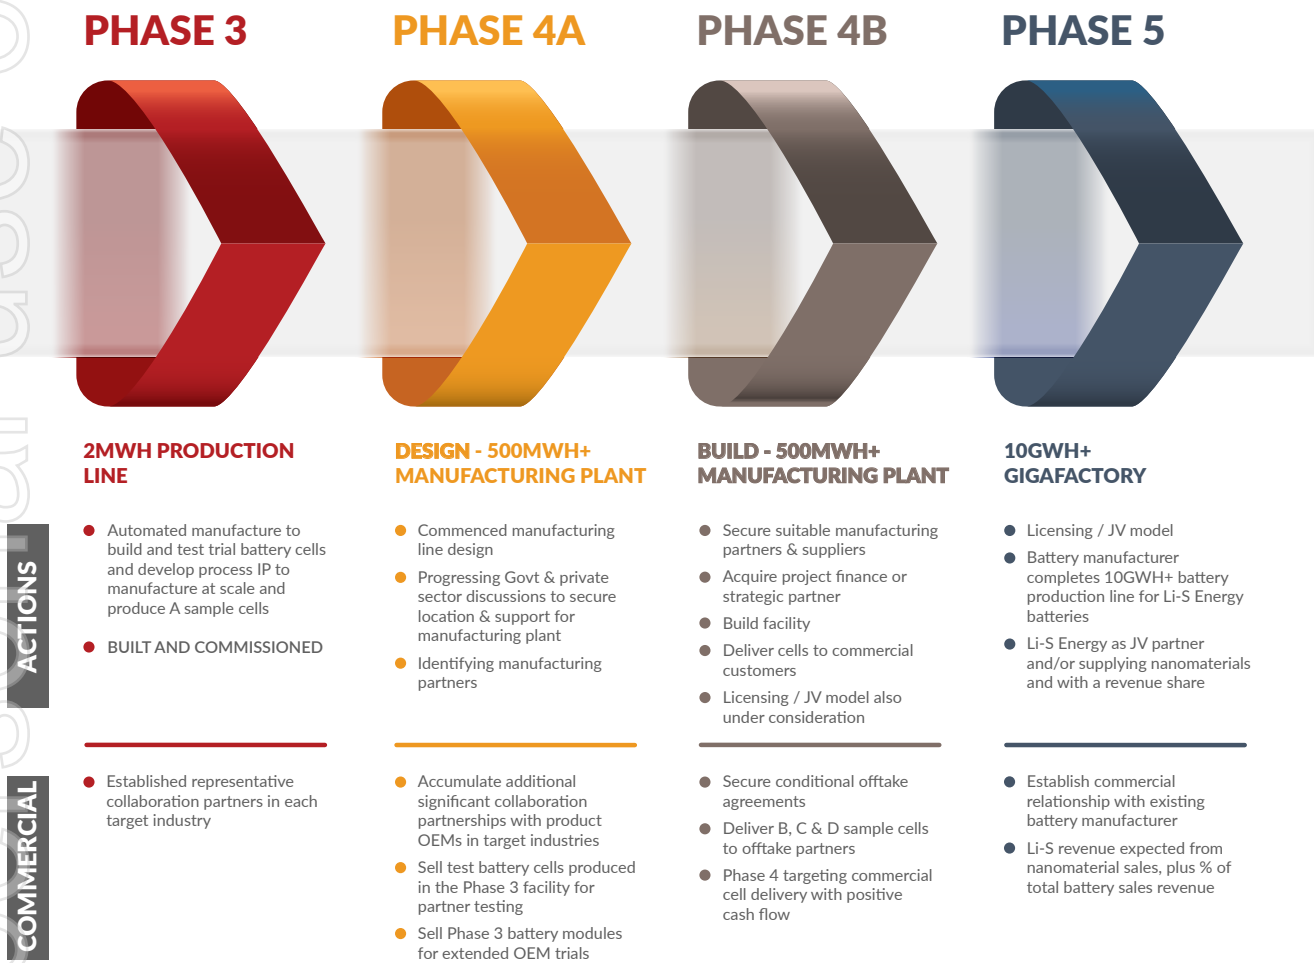 PHASE 3
PHASE 4A
PHASE 4B
PHASE 5
2MWH PRODUCTION
LINE
DESIGN - 500MWH+
MANUFACTURING PLANT
BUILD - 500MWH+
MANUFACTURING PLANT
10GWH+
GIGAFACTORY
ACTIONS
Automated manufacture to
build and test trial battery cells
and develop process IP to
manufacture at scale and
produce A sample cells
BUILT AND COMMISSIONED
Commenced manufacturing
line design
Progressing Govt & private
sector discussions to secure
location & support for
manufacturing plant
Identifying manufacturing
partners
Secure suitable manufacturing
partners & suppliers
Acquire project finance or
strategic partner
Build facility
Deliver cells to commercial
customers
Licensing / JV model also
under consideration
Licensing / JV model
Battery manufacturer
completes 10GWH+ battery
production line for Li-S Energy
batteries
Li-S Energy as JV partner
and/or supplying nanomaterials
and with a revenue share
COMMERCIAL
Established representative
collaboration partners in each
target industry
Accumulate additional
significant collaboration
partnerships with product
OEMs in target industries
Sell test battery cells produced
in the Phase 3 facility for
partner testing
Sell Phase 3 battery modules
for extended OEM trials
Secure conditional offtake
agreements
Deliver B, C & D sample cells
to offtake partners
Phase 4 targeting commercial
cell delivery with positive
cash flow
Establish commercial
relationship with existing
battery manufacturer
Li-S revenue expected from
nanomaterial sales, plus % of
total battery sales revenue